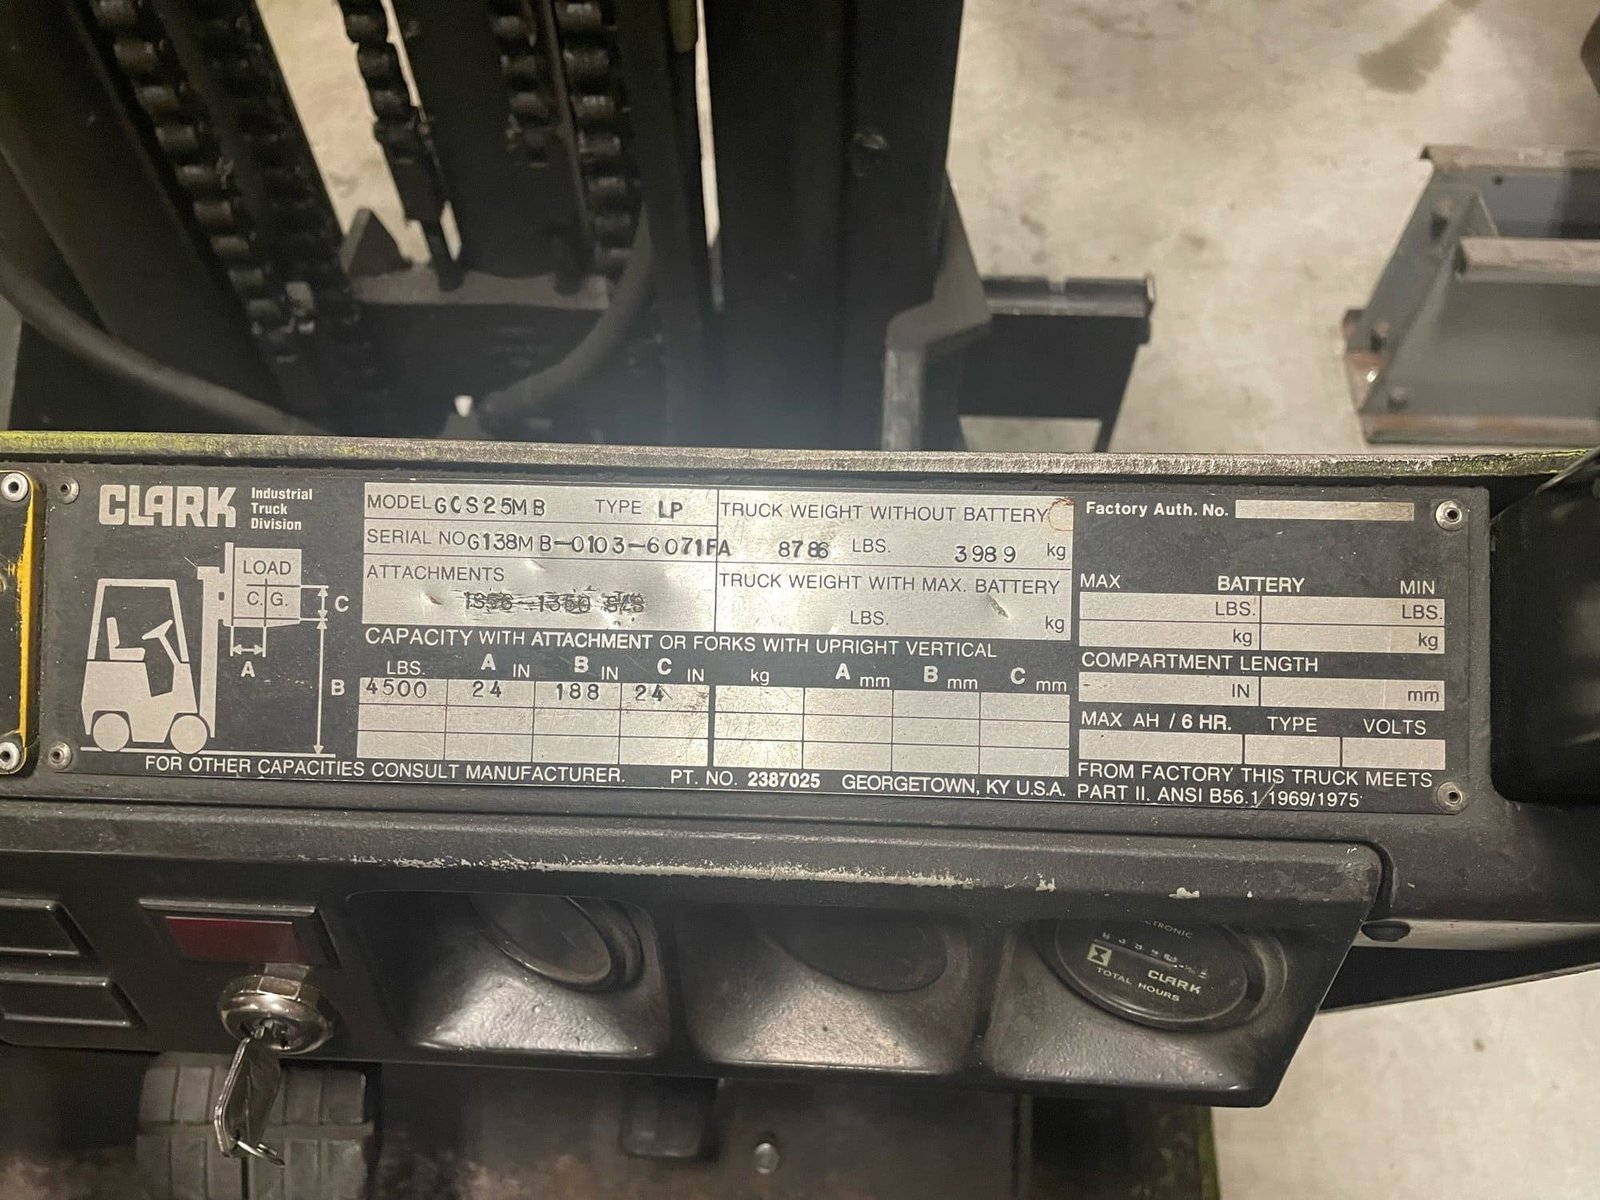 CLARK Industrial
Truck
Division
LOAD
C. G.
C
A
B
MODEL GCS25MB TYPE LP
SERIAL NO G138MB-0103-6071FA
ATTACHMENTS
TRUCK WEIGHT WITHOUT BATTERY
8786 LBS. 3989 kg
TRUCK WEIGHT WITH MAX. BATTERY
LBS. kg
CAPACITY WITH ATTACHMENT OR FORKS WITH UPRIGHT VERTICAL
LBS. A IN B IN C IN kg A mm B mm C mm
4500 24 188 24
FOR OTHER CAPACITIES CONSULT MANUFACTURER. PT. NO. 2387025 GEORGETOWN, KY U.S.A.
Factory Auth. No.
MAX BATTERY MIN
LBS. LBS.
kg kg
COMPARTMENT LENGTH
IN mm
MAX AH / 6 HR. TYPE VOLTS
FROM FACTORY THIS TRUCK MEETS
PART II. ANSI B56.1 1969/1975
CLARK
TOTAL HOURS